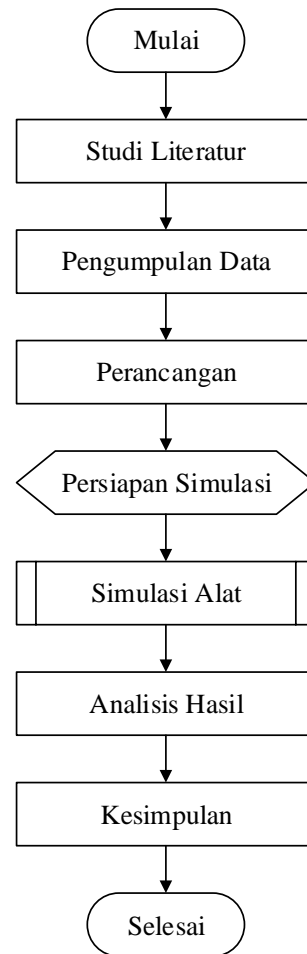 Mulai
Studi Literatur
Pengumpulan Data
Perancangan
Persiapan Simulasi
Simulasi Alat
Analisis Hasil
Kesimpulan
Selesai